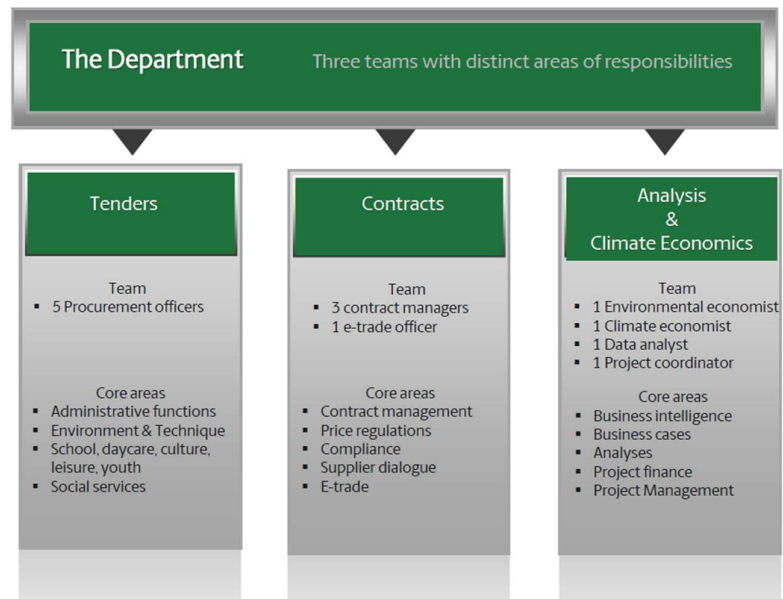 The Department Three teams with distinct areas of responsibilities
Tenders
Team
▪ 5 Procurement officers
Core areas
▪ Administrative functions
▪ Environment & Technique
▪ School, daycare, culture,
leisure, youth
▪ Social services
Contracts
Team
▪ 3 contract managers
▪ 1 e-trade officer
Core areas
▪ Contract management
▪ Price regulations
▪ Compliance
▪ Supplier dialogue
▪ E-trade
Analysis
&
Climate Economics
Team
▪ 1 Environmental economist
▪ 1 Climate economist
▪ 1 Data analyst
▪ 1 Project coordinator
Core areas
▪ Business intelligence
▪ Business cases
▪ Analyses
▪ Project finance
▪ Project Management